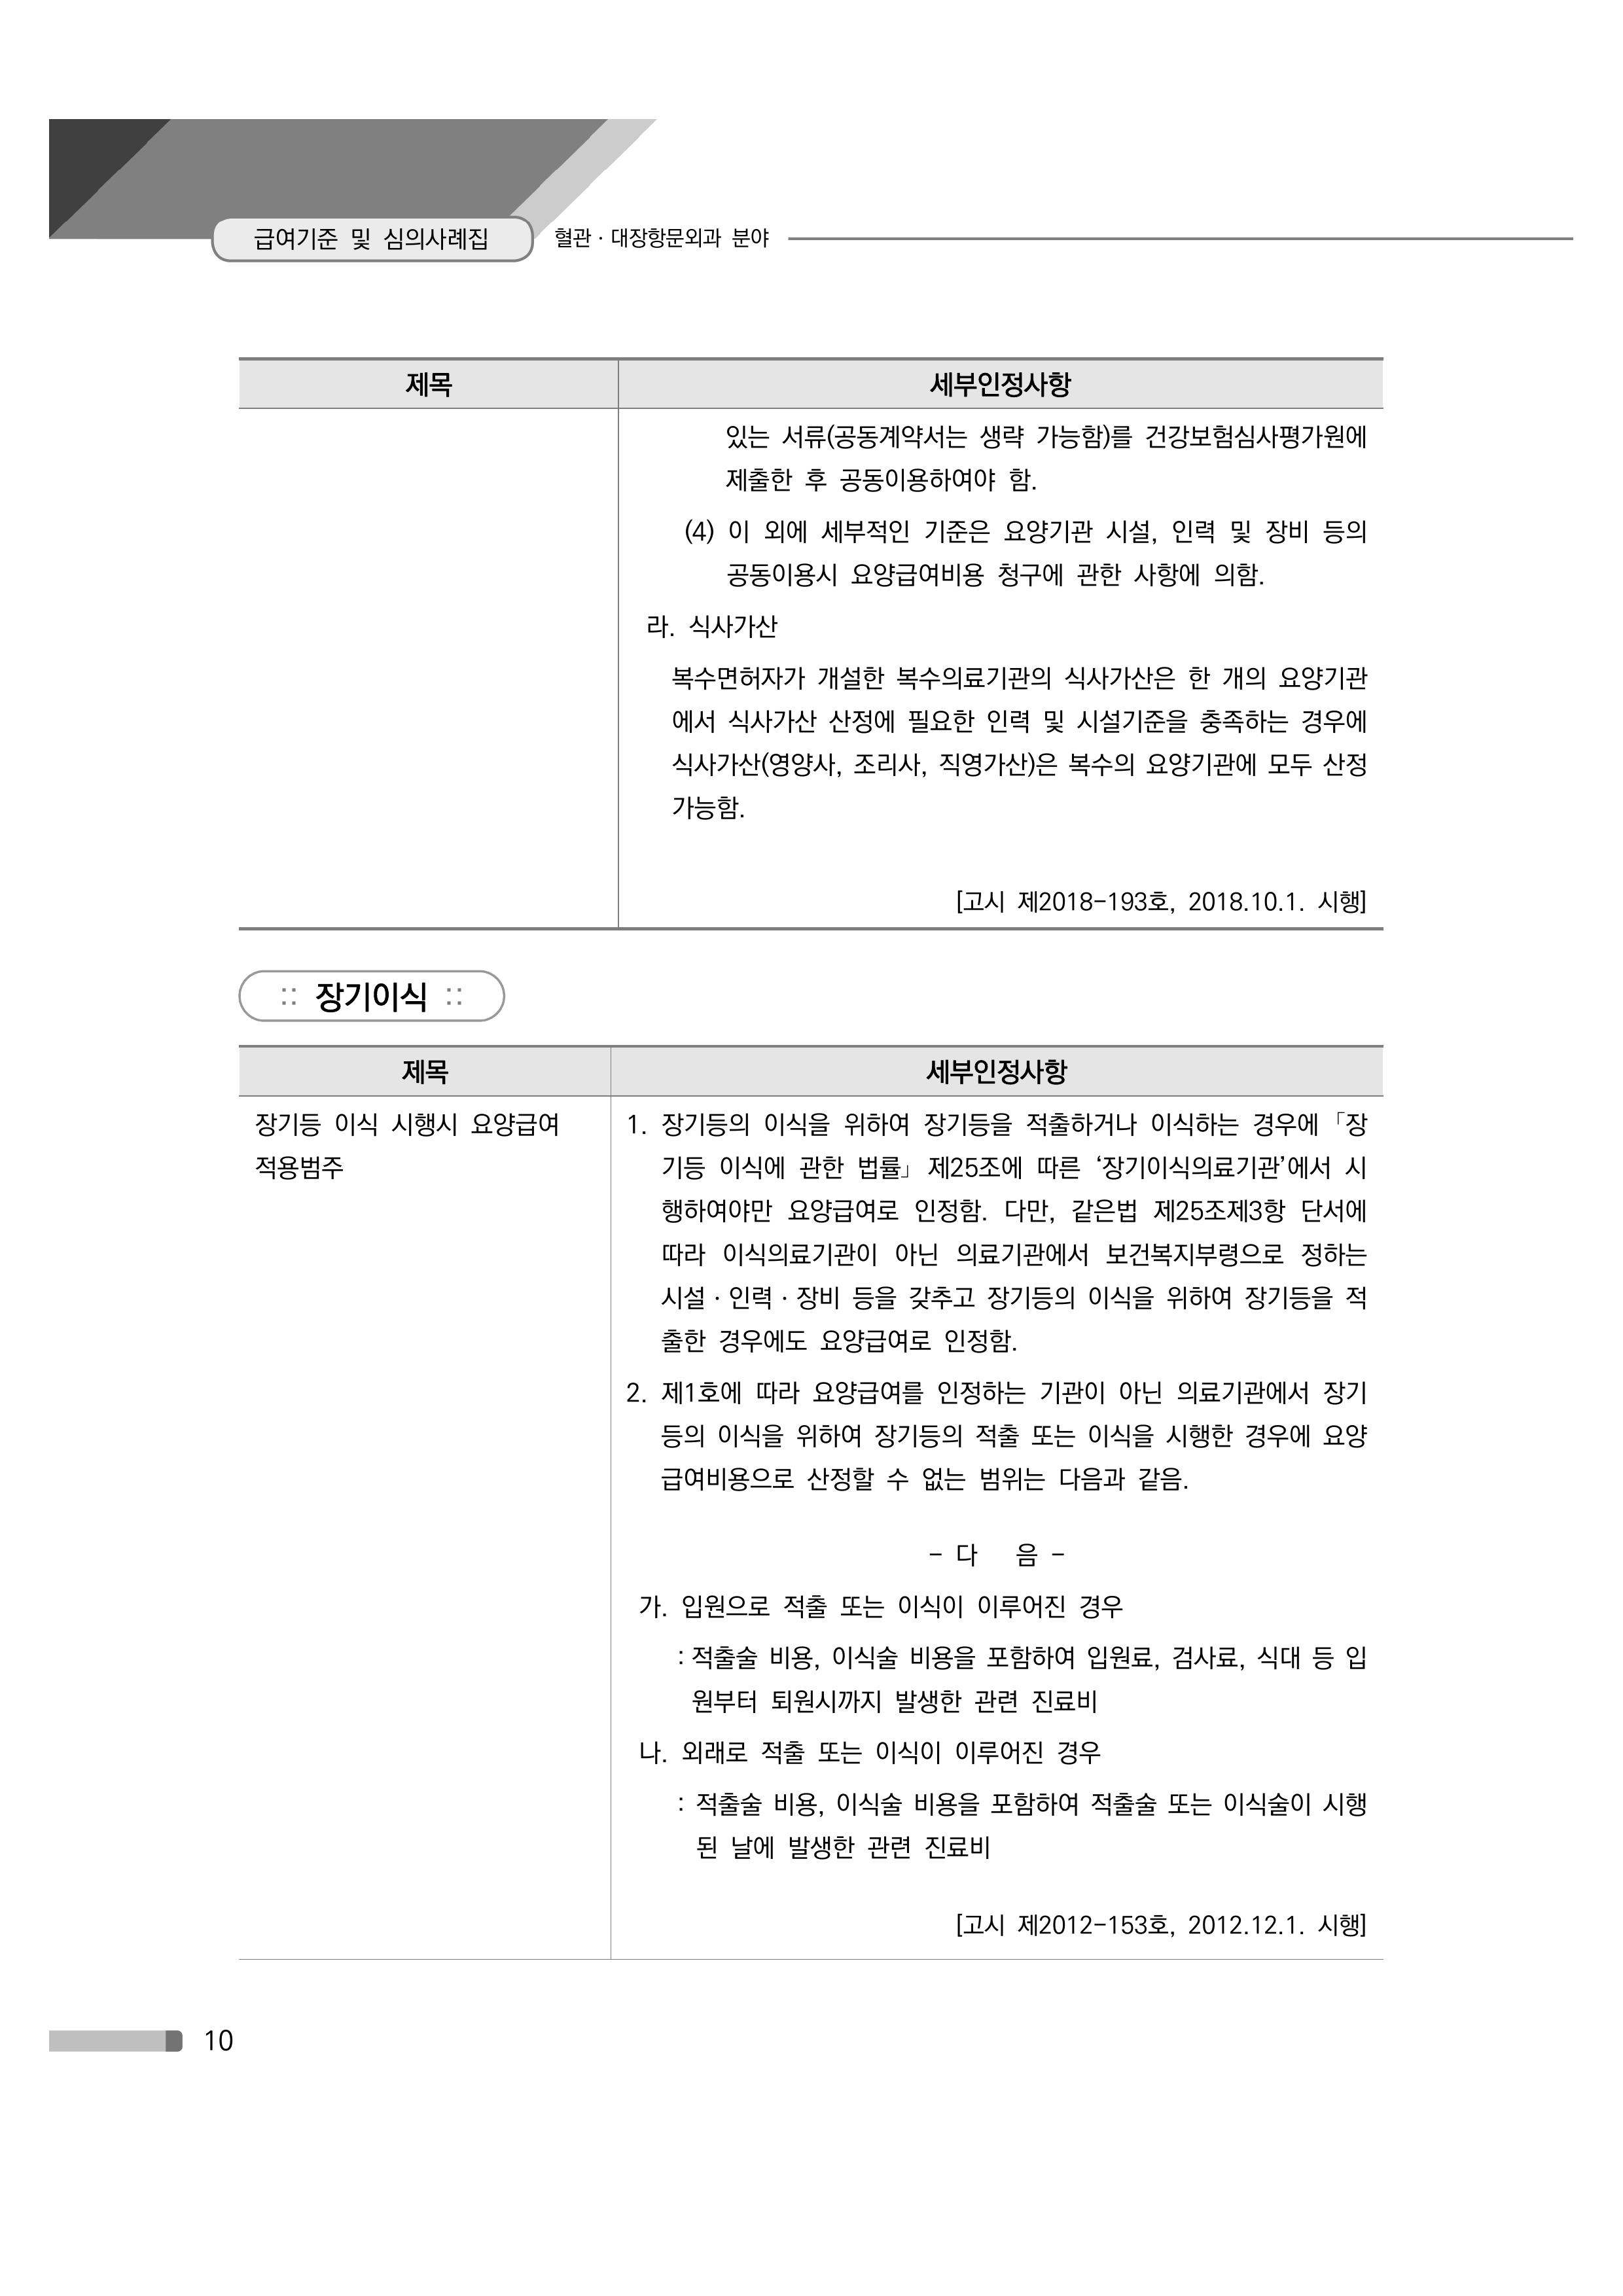 급여기준 및 심의사례집
혈관 · 대장항문외과 분야
제목 세부인정사항
있는 서류(공동계약서는 생략 가능함)를 건강보험심사평가원에
제출한 후 공동이용하여야 함.
(4) 이 외에 세부적인 기준은 요양기관 시설, 인력 및 장비 등의
공동이용시 요양급여비용 청구에 관한 사항에 의함.
라. 식사가산
복수면허자가 개설한 복수의료기관의 식사가산은 한 개의 요양기관
에서 식사가산 산정에 필요한 인력 및 시설기준을 충족하는 경우에
식사가산(영양사, 조리사, 직영가산)은 복수의 요양기관에 모두 산정
가능함.
[고시 제2018-193호, 2018.10.1. 시행]
:: 장기이식 ::
제목 세부인정사항
장기등 이식 시행시 요양급여
적용범주
1. 장기등의 이식을 위하여 장기등을 적출하거나 이식하는 경우에 「장
기등 이식에 관한 법률」 제25조에 따른 ‘장기이식의료기관’에서 시
행하여야만 요양급여로 인정함. 다만, 같은법 제25조제3항 단서에
따라 이식의료기관이 아닌 의료기관에서 보건복지부령으로 정하는
시설 · 인력 · 장비 등을 갖추고 장기등의 이식을 위하여 장기등을 적
출한 경우에도 요양급여로 인정함.
2. 제1호에 따라 요양급여를 인정하는 기관이 아닌 의료기관에서 장기
등의 이식을 위하여 장기등의 적출 또는 이식을 시행한 경우에 요양
급여비용으로 산정할 수 없는 범위는 다음과 같음.
- 다 음 -
가. 입원으로 적출 또는 이식이 이루어진 경우
: 적출술 비용, 이식술 비용을 포함하여 입원료, 검사료, 식대 등 입
원부터 퇴원시까지 발생한 관련 진료비
나. 외래로 적출 또는 이식이 이루어진 경우
: 적출술 비용, 이식술 비용을 포함하여 적출술 또는 이식술이 시행
된 날에 발생한 관련 진료비
[고시 제2012-153호, 2012.12.1. 시행]
10